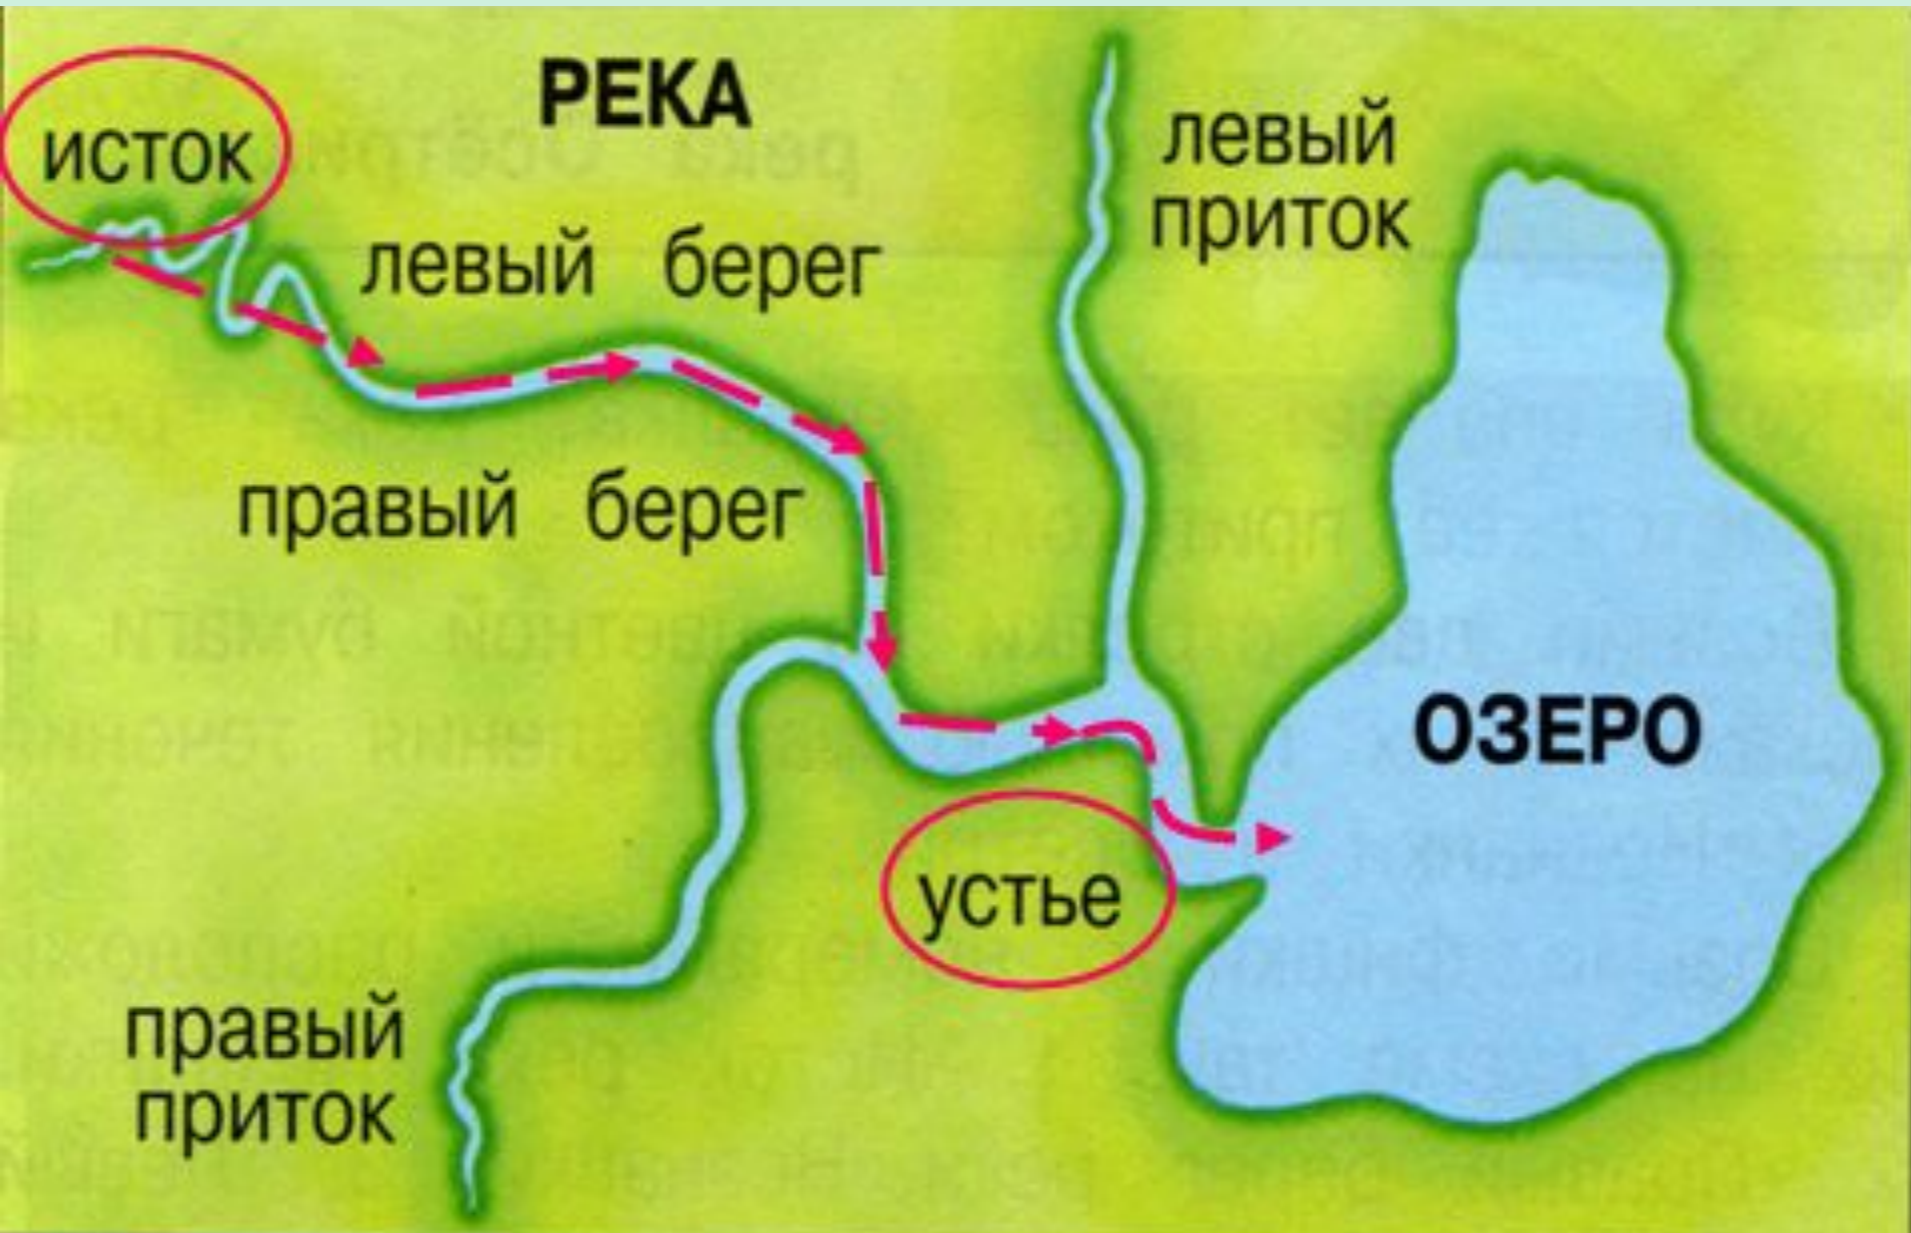 РЕКА
исток
левый
приток
левый берег
правый берег
ОЗЕРО
устье
правый
приток